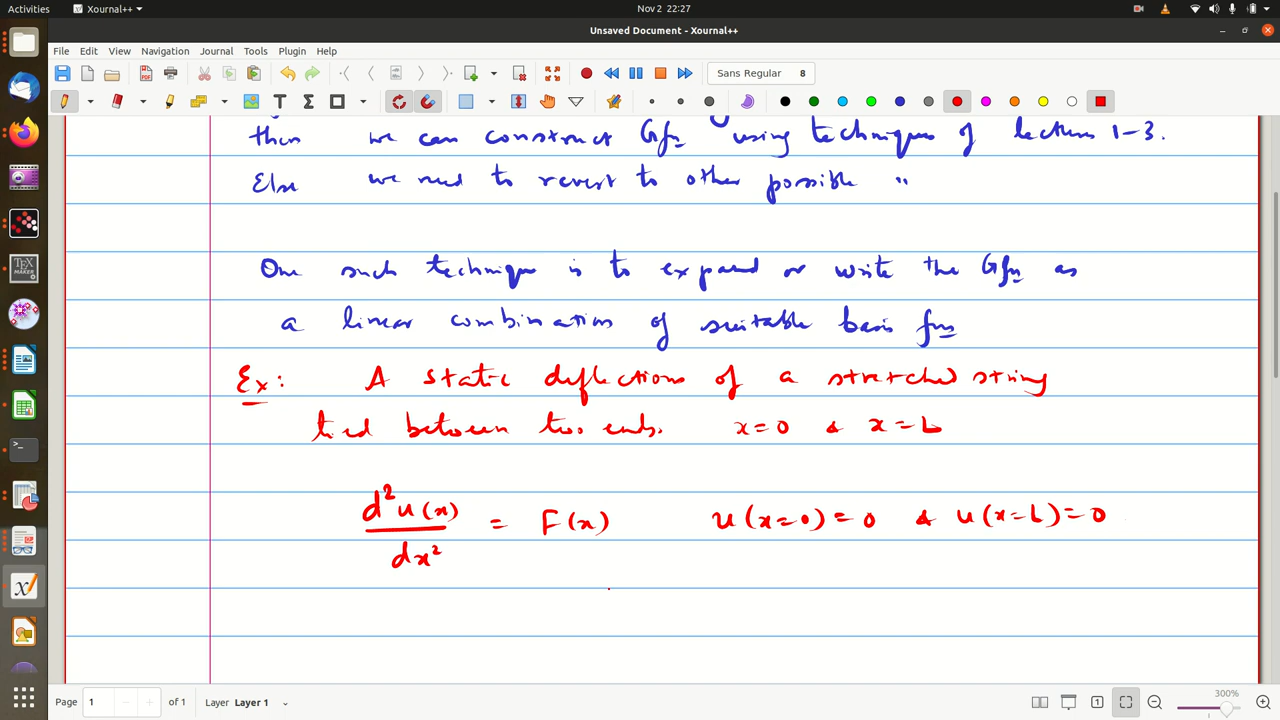 Activities Xournal++ Nov 2 22:27
Unsaved Document - Xournal++
File Edit View Navigation Journal Tools Plugin Help
Sans Regular 8
then we can construct Gfn using techniques of lectures 1-3.
Else we need to revert to other possible "
One such technique is to expand or write the Gfn as
a linear combination of suitable basis fns
Ex: A static deflections of a stretched string
tied between two ends. x=0 & x=L
d²u(x)/dx² = F(x) u(x=0)=0 & u(x=L)=0
Page 1 of 1 Layer Layer 1 300%